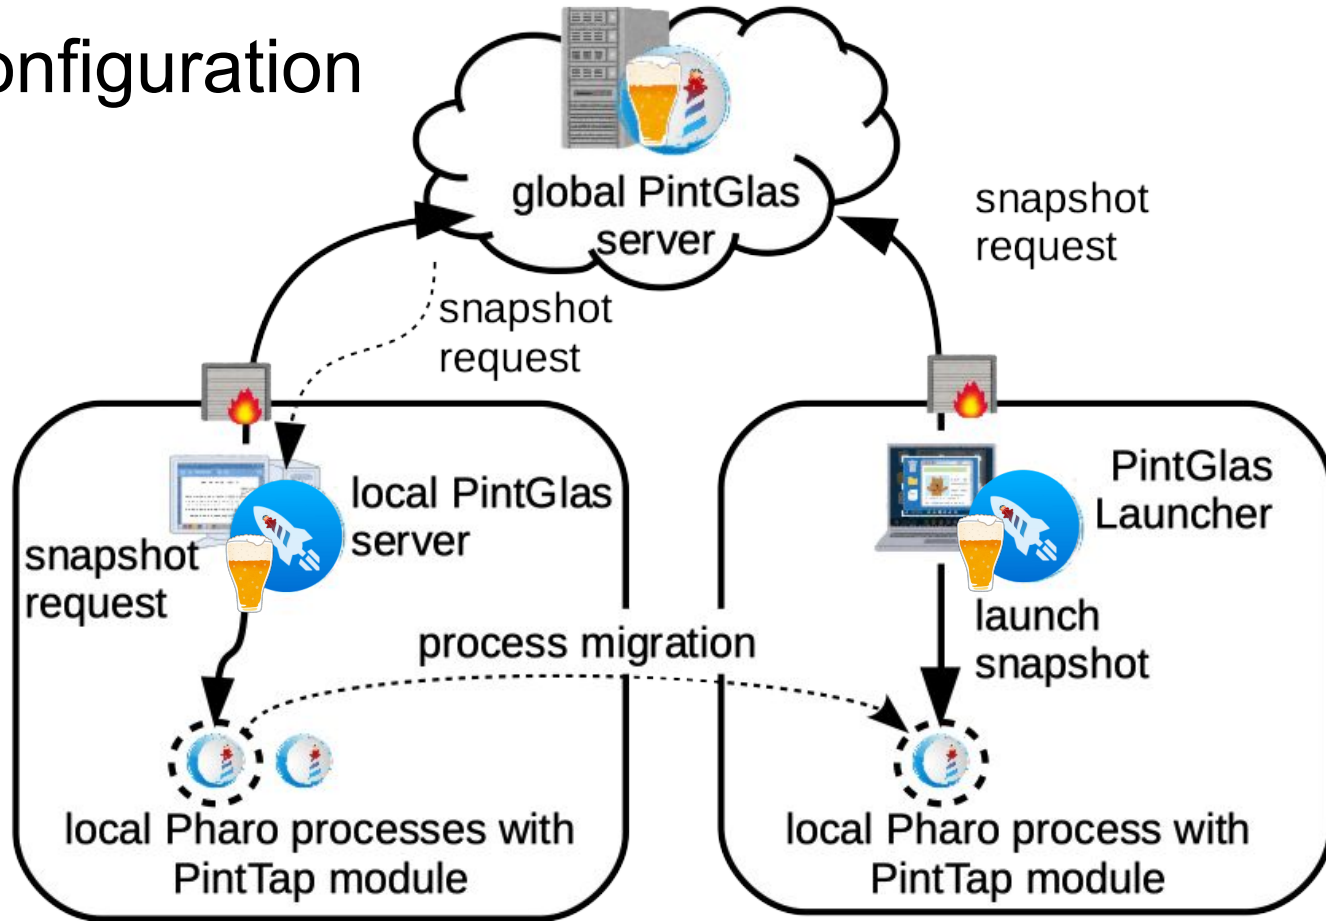 onfiguration
global PintGlas
server
snapshot
request
snapshot
request
local PintGlas
server
snapshot
request
PintGlas
Launcher
launch
snapshot
process migration
local Pharo processes with
PintTap module
local Pharo process with
PintTap module